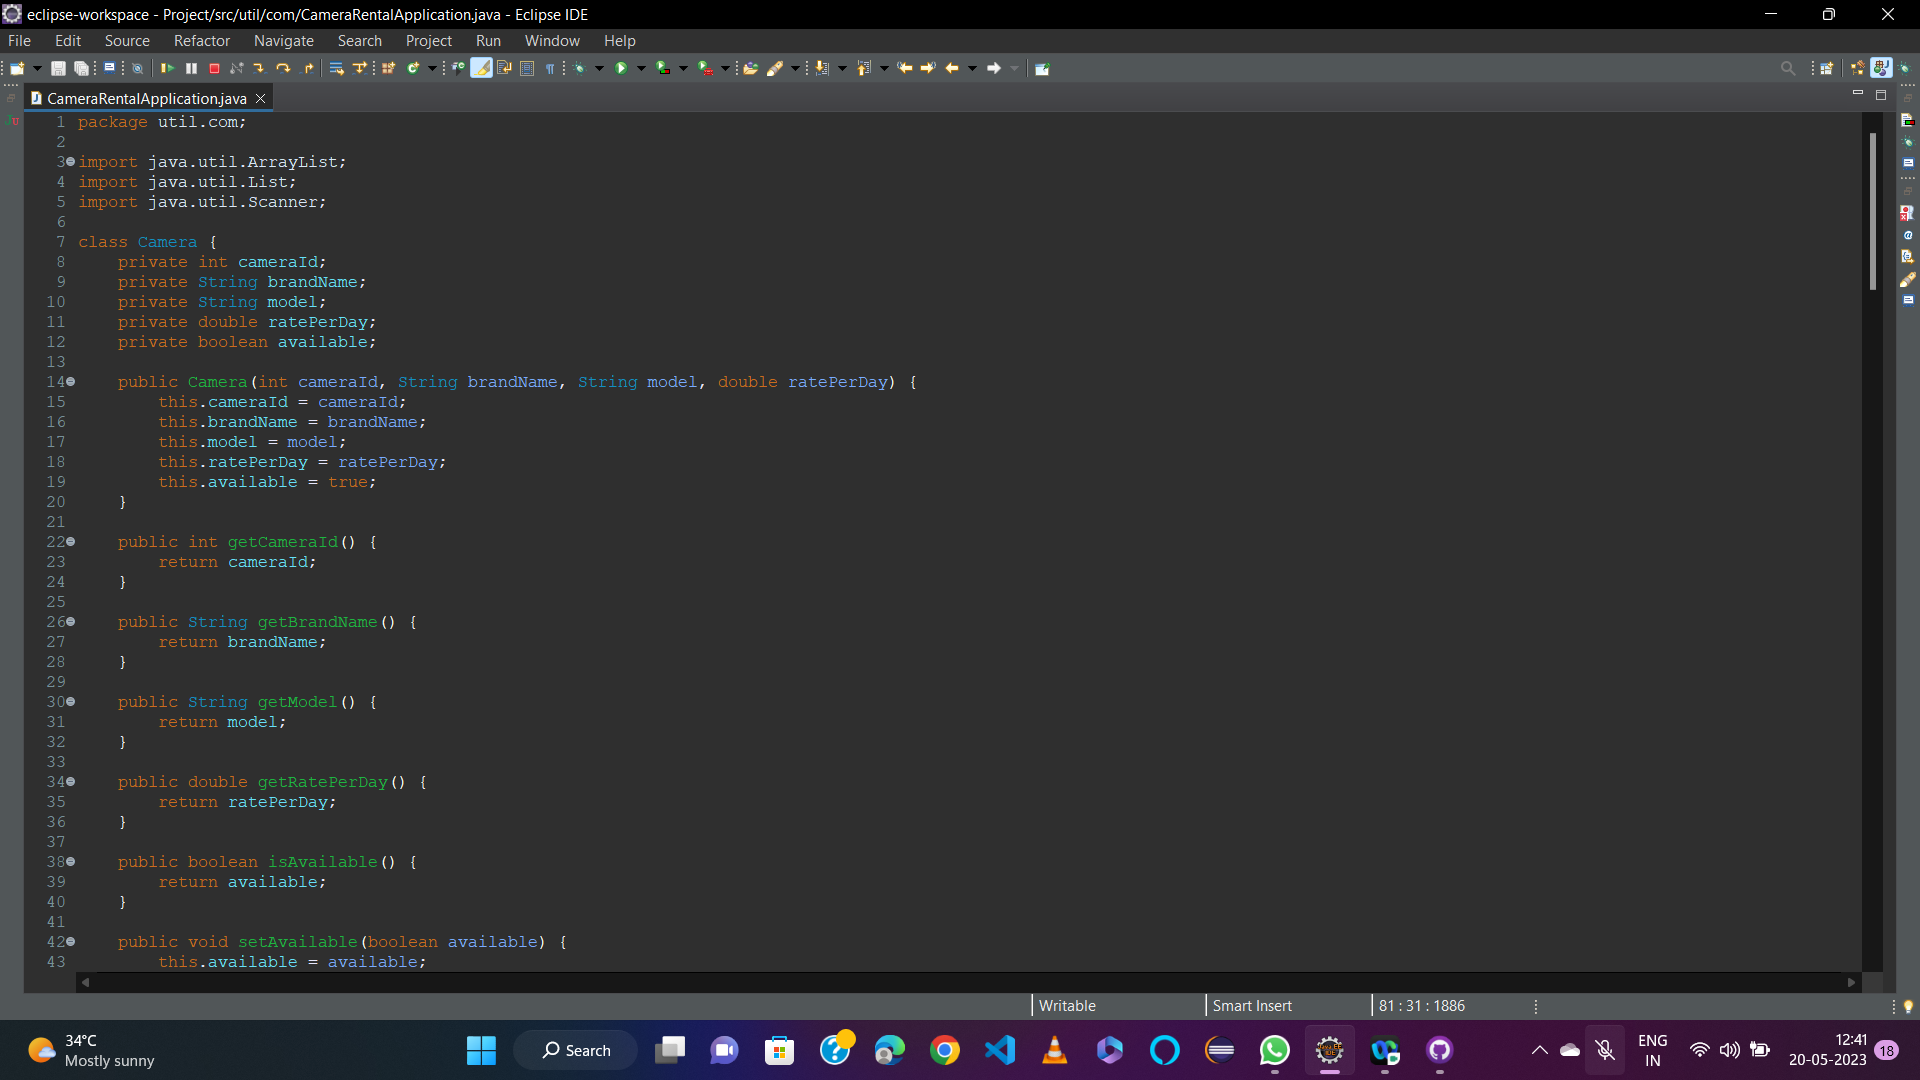 eclipse-workspace - Project/src/util/com/CameraRentalApplication.java - Eclipse IDE
File Edit Source Refactor Navigate Search Project Run Window Help
CameraRentalApplication.java
1 package util.com;
2
3 import java.util.ArrayList;
4 import java.util.List;
5 import java.util.Scanner;
6
7 class Camera {
8 private int cameraId;
9 private String brandName;
10 private String model;
11 private double ratePerDay;
12 private boolean available;
13
14 public Camera(int cameraId, String brandName, String model, double ratePerDay) {
15 this.cameraId = cameraId;
16 this.brandName = brandName;
17 this.model = model;
18 this.ratePerDay = ratePerDay;
19 this.available = true;
20 }
21
22 public int getCameraId() {
23 return cameraId;
24 }
25
26 public String getBrandName() {
27 return brandName;
28 }
29
30 public String getModel() {
31 return model;
32 }
33
34 public double getRatePerDay() {
35 return ratePerDay;
36 }
37
38 public boolean isAvailable() {
39 return available;
40 }
41
42 public void setAvailable(boolean available) {
43 this.available = available;
Writable Smart Insert 81 : 31 : 1886
34°C
Mostly sunny
Search
ENG
IN
12:41
20-05-2023
18